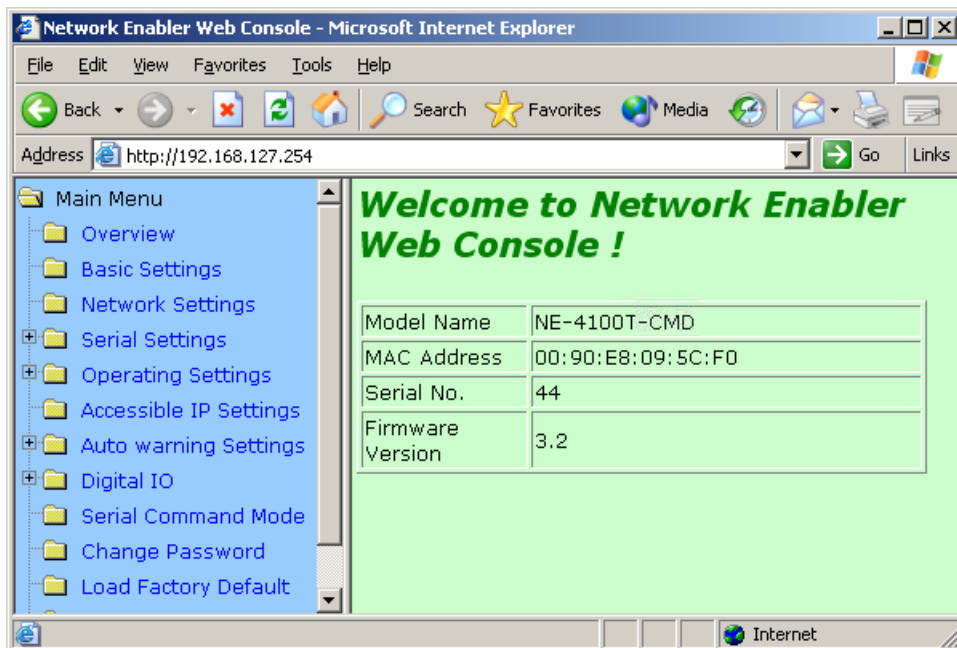 Network Enabler Web Console - Microsoft Internet Explorer
File Edit View Favorites Tools Help
Back Search Favorites Media
Address http://192.168.127.254 Go Links
Main Menu
Overview
Basic Settings
Network Settings
Serial Settings
Operating Settings
Accessible IP Settings
Auto warning Settings
Digital IO
Serial Command Mode
Change Password
Load Factory Default
Welcome to Network Enabler
Web Console !
Model Name NE-4100T-CMD
MAC Address 00:90:E8:09:5C:F0
Serial No. 44
Firmware
Version 3.2
Internet